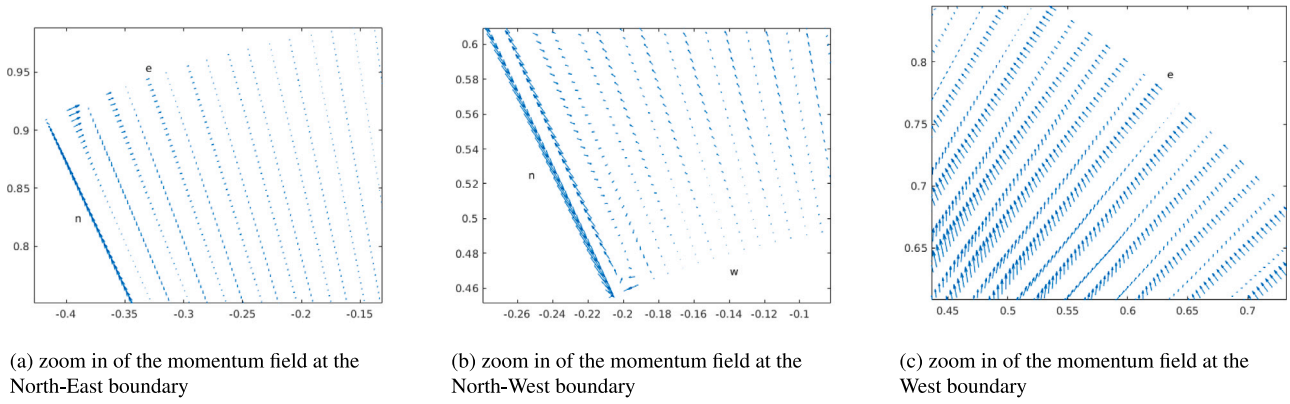 0.95
0.9
0.85
0.8
e
n
-0.4 -0.35 -0.3 -0.25 -0.2 -0.15
(a) zoom in of the momentum field at the
North-East boundary
0.6
0.58
0.56
0.54
0.52
0.5
0.48
0.46
n
w
-0.26 -0.24 -0.22 -0.2 -0.18 -0.16 -0.14 -0.12 -0.1
(b) zoom in of the momentum field at the
North-West boundary
0.8
0.75
0.7
0.65
e
0.45 0.5 0.55 0.6 0.65 0.7
(c) zoom in of the momentum field at the
West boundary